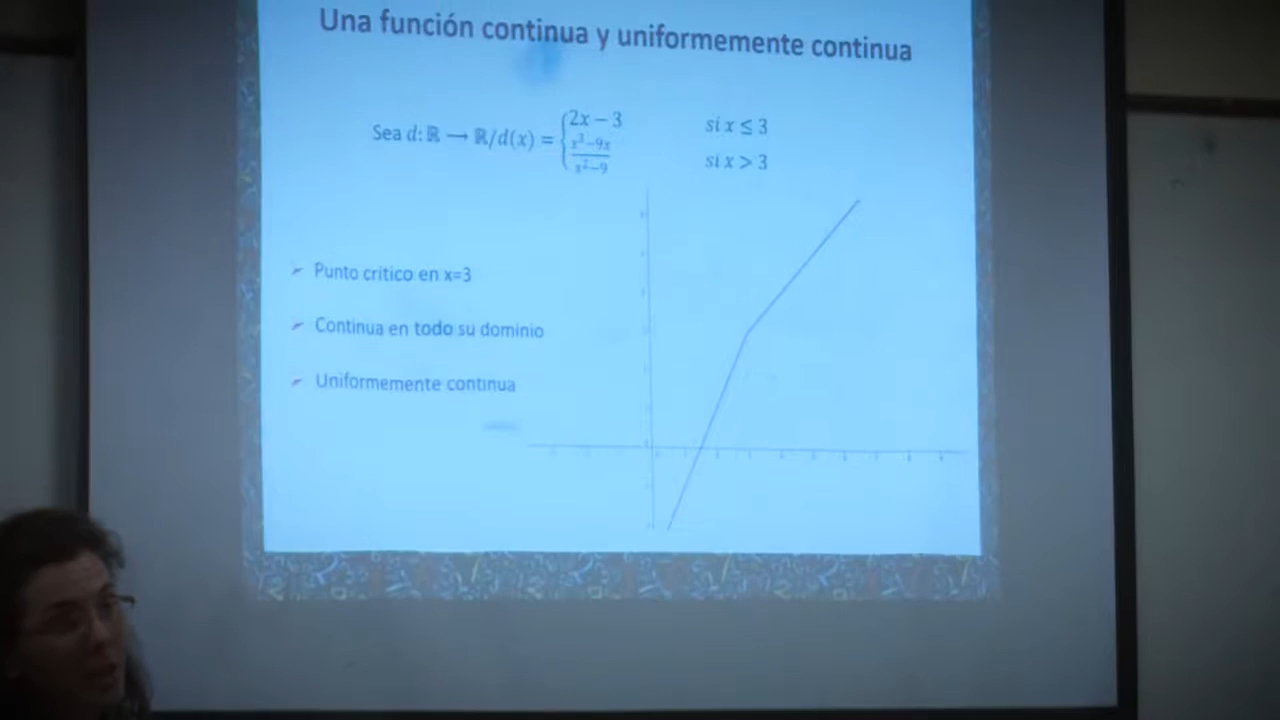 Una función continua y uniformemente continua
Sea d: ℝ → ℝ/d(x) = { 2x − 3 si x ≤ 3
x³−9x / x²−9 si x > 3
Punto critico en x=3
Continua en todo su dominio
Uniformemente continua